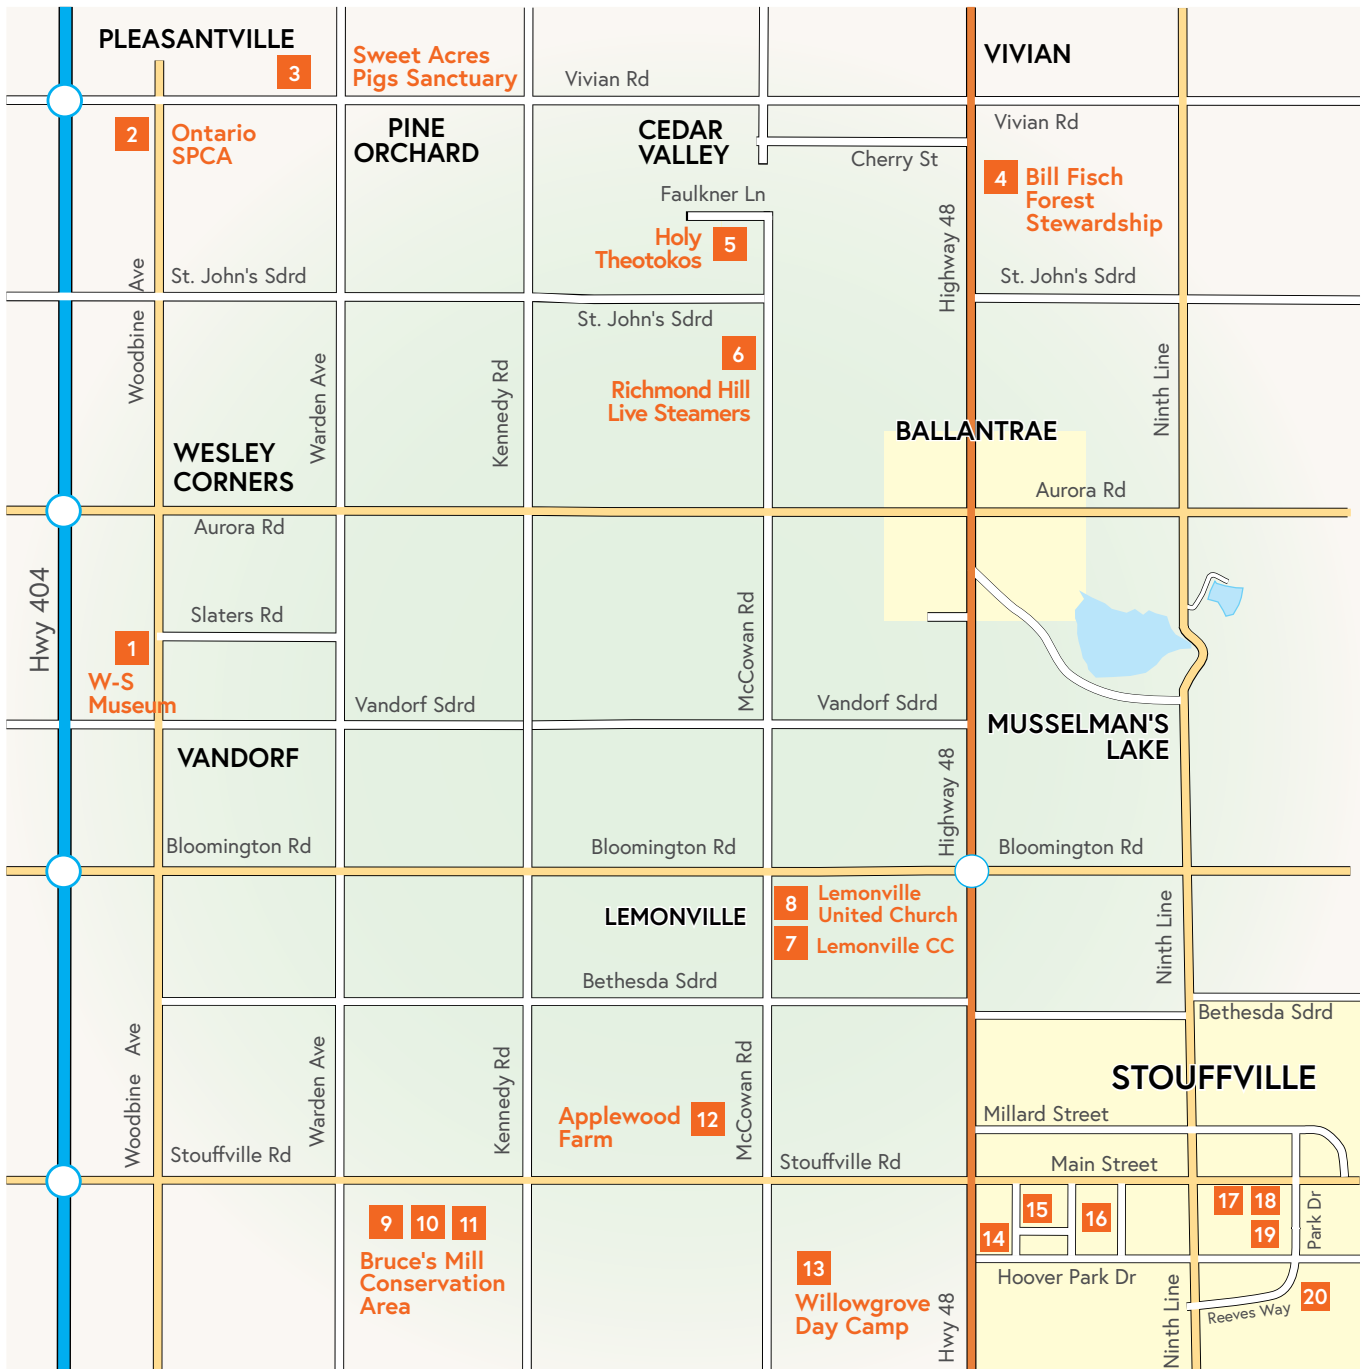 PLEASANTVILLE
3
Sweet Acres
Pigs Sanctuary
Vivian Rd
VIVIAN
2
Ontario
SPCA
PINE
ORCHARD
CEDAR
VALLEY
Cherry St
Vivian Rd
4
Bill Fisch
Forest
Stewardship
Faulkner Ln
Holy
Theotokos
5
Highway 48
Woodbine Ave
St. John's Sdrd
St. John's Sdrd
St. John's Sdrd
6
Richmond Hill
Live Steamers
Warden Ave
Kennedy Rd
Ninth Line
WESLEY
CORNERS
BALLANTRAE
Aurora Rd
Aurora Rd
Hwy 404
Slaters Rd
1
W-S
Museum
McCowan Rd
Vandorf Sdrd
Vandorf Sdrd
MUSSELMAN'S
LAKE
VANDORF
Highway 48
Bloomington Rd
Bloomington Rd
Bloomington Rd
8
Lemonville
United Church
LEMONVILLE
7
Lemonville CC
Ninth Line
Bethesda Sdrd
Bethesda Sdrd
STOUFFVILLE
Woodbine Ave
Warden Ave
Kennedy Rd
Applewood
Farm
12
McCowan Rd
Millard Street
Stouffville Rd
Stouffville Rd
Main Street
9
10
11
Bruce's Mill
Conservation
Area
13
Willowgrove
Day Camp
Hwy 48
14
15
16
17
18
19
Park Dr
Hoover Park Dr
Ninth Line
Reeves Way
20